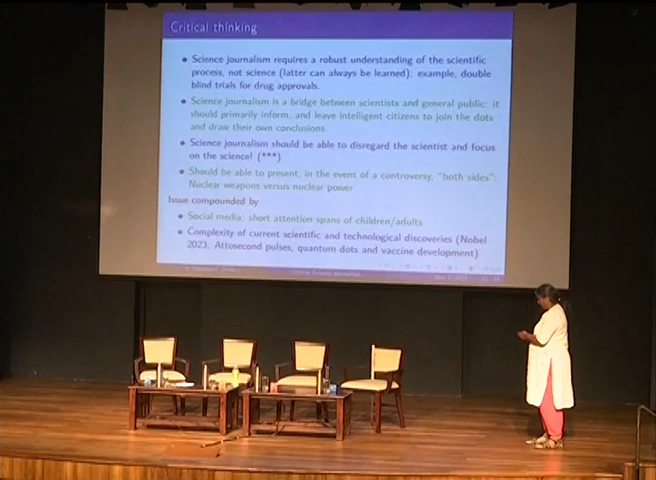 Critical thinking
Science journalism requires a robust understanding of the scientific
process, not science (latter can always be learned): example, double
blind trials for drug approvals.
Science journalism is a bridge between scientists and general public: it
should primarily inform, and leave intelligent citizens to join the dots
and draw their own conclusions
Science journalism should be able to disregard the scientist and focus
on the science! (***)
Should be able to present, in the event of a controversy, "both sides":
Nuclear weapons versus nuclear power
Issue compounded by
Social media: short attention spans of children/adults
Complexity of current scientific and technological discoveries (Nobel
2023: Attosecond pulses, quantum dots and vaccine development)
Critical Science Journalism